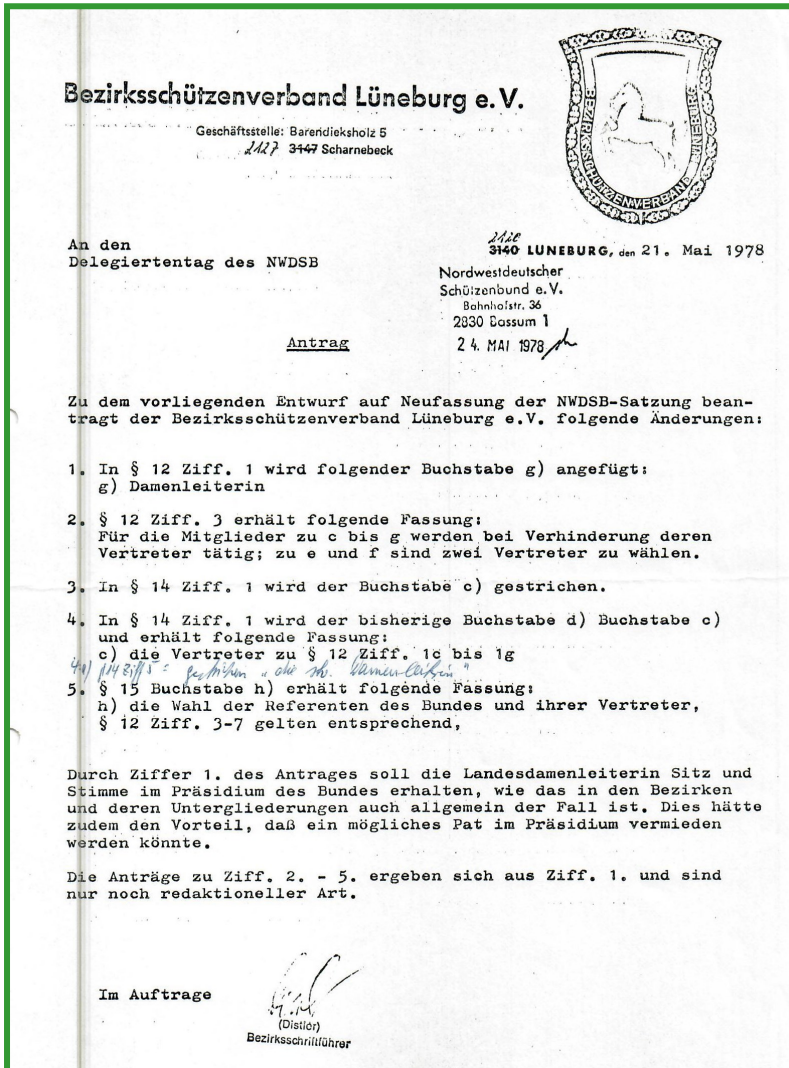 Bezirksschützenverband Lüneburg e.V.
Geschäftsstelle: Barendieksholz 5
2127 3147 Scharnebeck
BEZIRKSSCHÜTZENVERBAND LÜNEBURG
An den
Delegiertentag des NWDSB
2120
3140 LÜNEBURG, den 21. Mai 1978
Nordwestdeutscher
Schützenbund e.V.
Bahnhofstr. 36
2830 Bassum 1
24. MAI 1978
Antrag
Zu dem vorliegenden Entwurf auf Neufassung der NWDSB-Satzung bean-
tragt der Bezirksschützenverband Lüneburg e.V. folgende Änderungen:
1. In § 12 Ziff. 1 wird folgender Buchstabe g) angefügt:
g) Damenleiterin
2. § 12 Ziff. 3 erhält folgende Fassung:
Für die Mitglieder zu c bis g werden bei Verhinderung deren
Vertreter tätig; zu e und f sind zwei Vertreter zu wählen.
3. In § 14 Ziff. 1 wird der Buchstabe c) gestrichen.
4. In § 14 Ziff. 1 wird der bisherige Buchstabe d) Buchstabe c)
und erhält folgende Fassung:
c) die Vertreter zu § 12 Ziff. 1c bis 1g
4a) § 14 Ziff 5 = gestrichen "die stv. Damenleiterin"
5. § 15 Buchstabe h) erhält folgende Fassung:
h) die Wahl der Referenten des Bundes und ihrer Vertreter,
§ 12 Ziff. 3-7 gelten entsprechend,
Durch Ziffer 1. des Antrages soll die Landesdamenleiterin Sitz und
Stimme im Präsidium des Bundes erhalten, wie das in den Bezirken
und deren Untergliederungen auch allgemein der Fall ist. Dies hätte
zudem den Vorteil, daß ein mögliches Pat im Präsidium vermieden
werden könnte.
Die Anträge zu Ziff. 2. - 5. ergeben sich aus Ziff. 1. und sind
nur noch redaktioneller Art.
Im Auftrage
(Distler)
Bezirksschriftführer